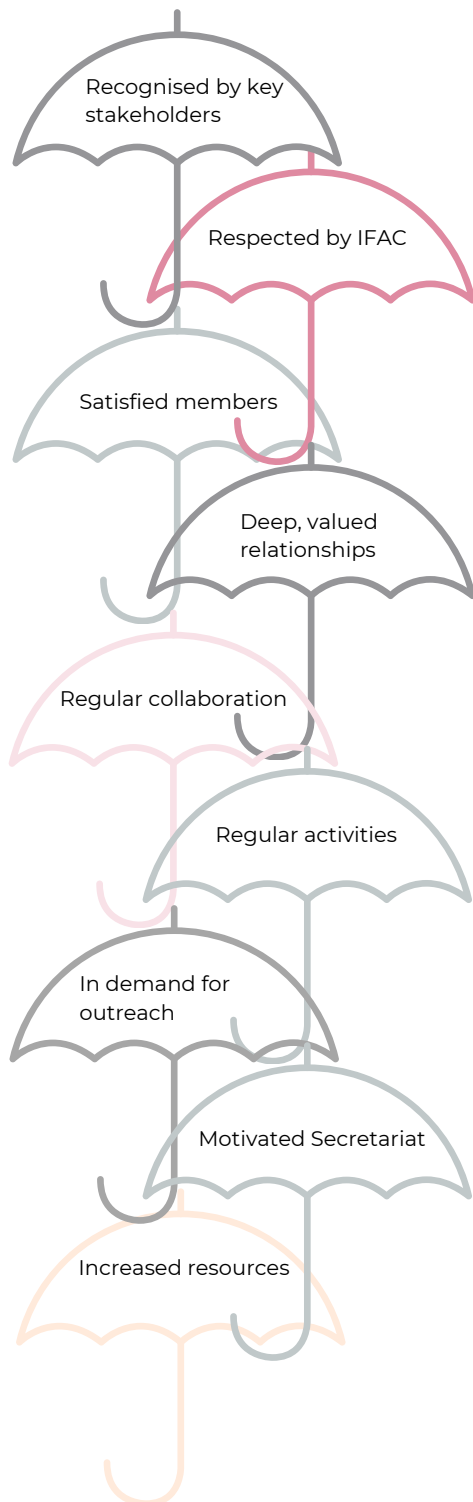 Recognised by key
stakeholders
Respected by IFAC
Satisfied members
Deep, valued
relationships
Regular collaboration
Regular activities
In demand for
outreach
Motivated Secretariat
Increased resources